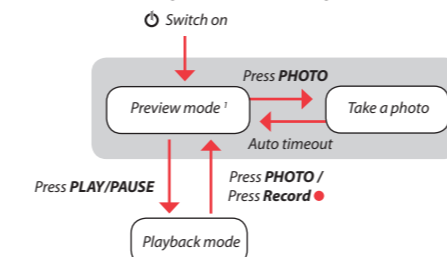 Switch on
Press PHOTO
Preview mode 1
Take a photo
Auto timeout
Press PLAY/PAUSE
Press PHOTO /
Press Record
Playback mode